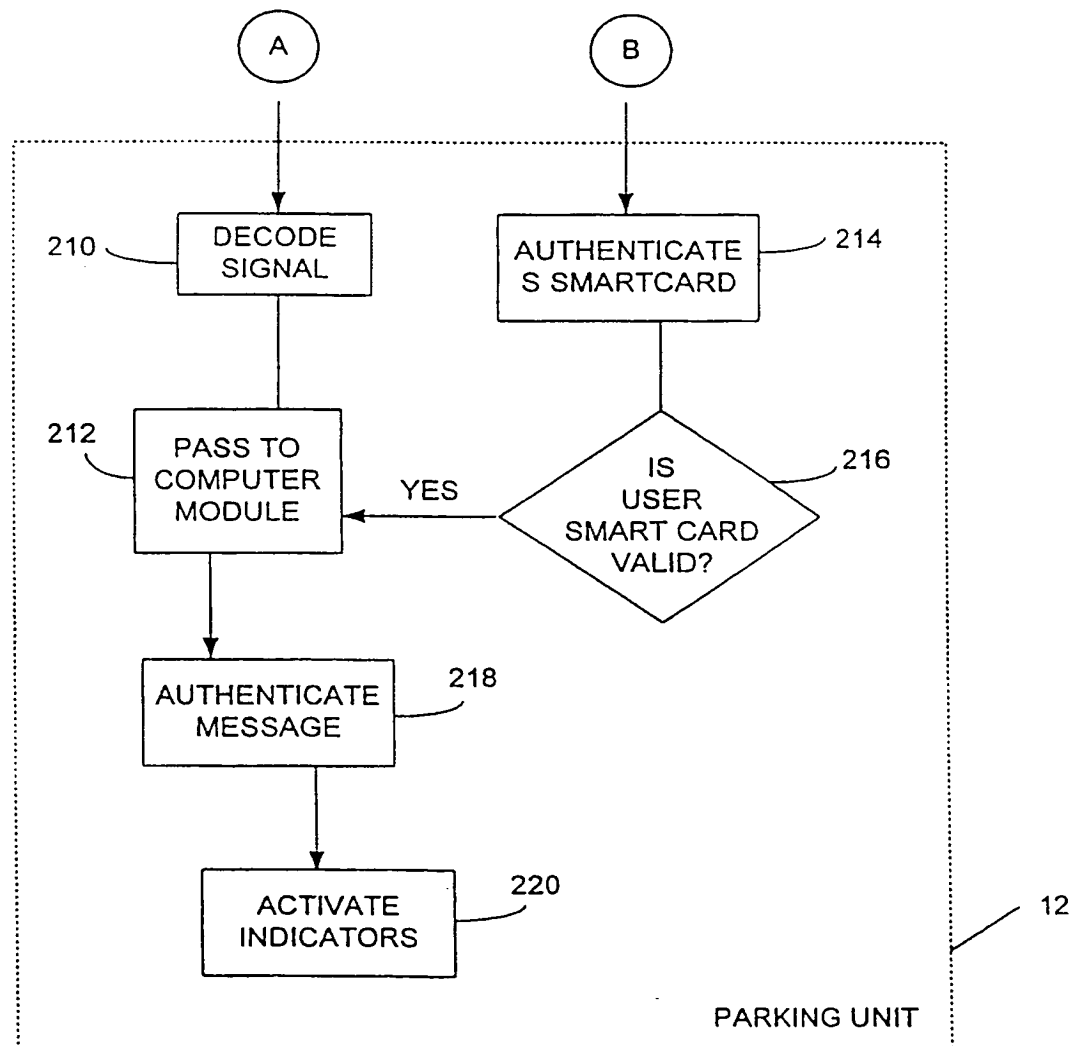 A
B
210
DECODE
SIGNAL
AUTHENTICATE
S SMARTCARD
214
212
PASS TO
COMPUTER
MODULE
YES
IS
USER
SMART CARD
VALID?
216
AUTHENTICATE
MESSAGE
218
ACTIVATE
INDICATORS
220
12
PARKING UNIT